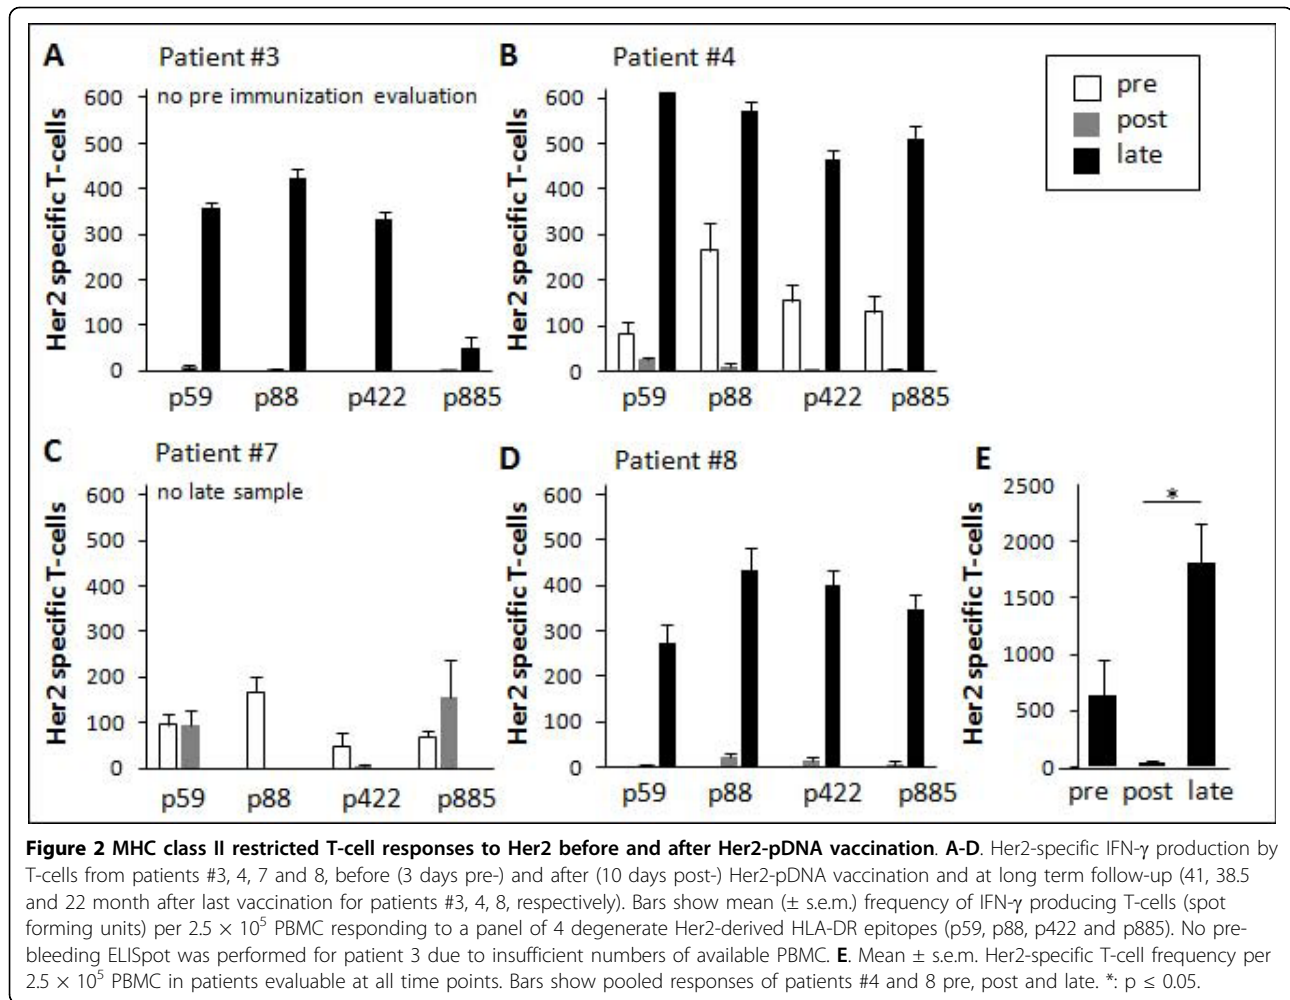 A Patient #3
no pre immunization evaluation
Her2 specific T-cells
600
500
400
300
200
100
0
p59 p88 p422 p885
B Patient #4
Her2 specific T-cells
600
500
400
300
200
100
0
p59 p88 p422 p885
pre
post
late
C Patient #7
no late sample
Her2 specific T-cells
600
500
400
300
200
100
0
p59 p88 p422 p885
D Patient #8
Her2 specific T-cells
600
500
400
300
200
100
0
p59 p88 p422 p885
E
Her2 specific T-cells
2500
2000
1500
1000
500
0
*
pre post late
Figure 2 MHC class II restricted T-cell responses to Her2 before and after Her2-pDNA vaccination. A-D. Her2-specific IFN-γ production by
T-cells from patients #3, 4, 7 and 8, before (3 days pre-) and after (10 days post-) Her2-pDNA vaccination and at long term follow-up (41, 38.5
and 22 month after last vaccination for patients #3, 4, 8, respectively). Bars show mean (± s.e.m.) frequency of IFN-γ producing T-cells (spot
forming units) per 2.5 × 10⁵ PBMC responding to a panel of 4 degenerate Her2-derived HLA-DR epitopes (p59, p88, p422 and p885). No pre-
bleeding ELISpot was performed for patient 3 due to insufficient numbers of available PBMC. E. Mean ± s.e.m. Her2-specific T-cell frequency per
2.5 × 10⁵ PBMC in patients evaluable at all time points. Bars show pooled responses of patients #4 and 8 pre, post and late. *: p ≤ 0.05.